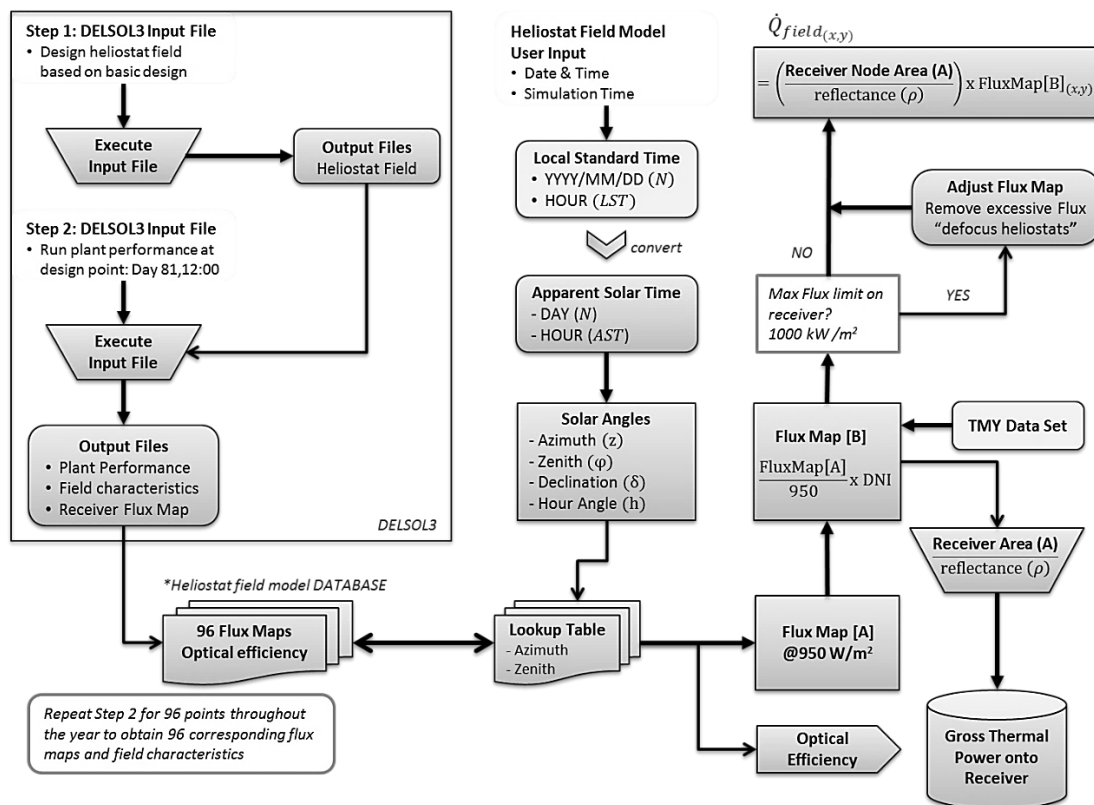 Step 1: DELSOL3 Input File
• Design heliostat field
based on basic design
Execute
Input File
Output Files
Heliostat Field
Step 2: DELSOL3 Input File
• Run plant performance at
design point: Day 81,12:00
Execute
Input File
Output Files
• Plant Performance
• Field characteristics
• Receiver Flux Map
DELSOL3
*Heliostat field model DATABASE
96 Flux Maps
Optical efficiency
Repeat Step 2 for 96 points throughout
the year to obtain 96 corresponding flux
maps and field characteristics
Heliostat Field Model
User Input
• Date & Time
• Simulation Time
Local Standard Time
• YYYY/MM/DD (N)
• HOUR (LST)
convert
Apparent Solar Time
- DAY (N)
- HOUR (AST)
Solar Angles
- Azimuth (z)
- Zenith (φ)
- Declination (δ)
- Hour Angle (h)
Lookup Table
- Azimuth
- Zenith
Q̇field(x,y)
= (Receiver Node Area (A) / reflectance (ρ)) x FluxMap[B](x,y)
Adjust Flux Map
Remove excessive Flux
“defocus heliostats”
NO
YES
Max Flux limit on
receiver?
1000 kW /m²
Flux Map [B]
FluxMap[A] / 950 x DNI
TMY Data Set
Receiver Area (A)
reflectance (ρ)
Flux Map [A]
@950 W/m²
Optical
Efficiency
Gross Thermal
Power onto
Receiver